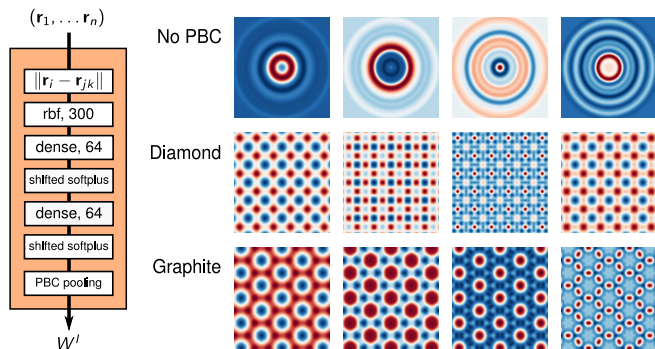 (r₁, … rₙ)
‖rᵢ − rⱼₖ‖
rbf, 300
dense, 64
shifted softplus
dense, 64
shifted softplus
PBC pooling
Wˡ
No PBC
Diamond
Graphite